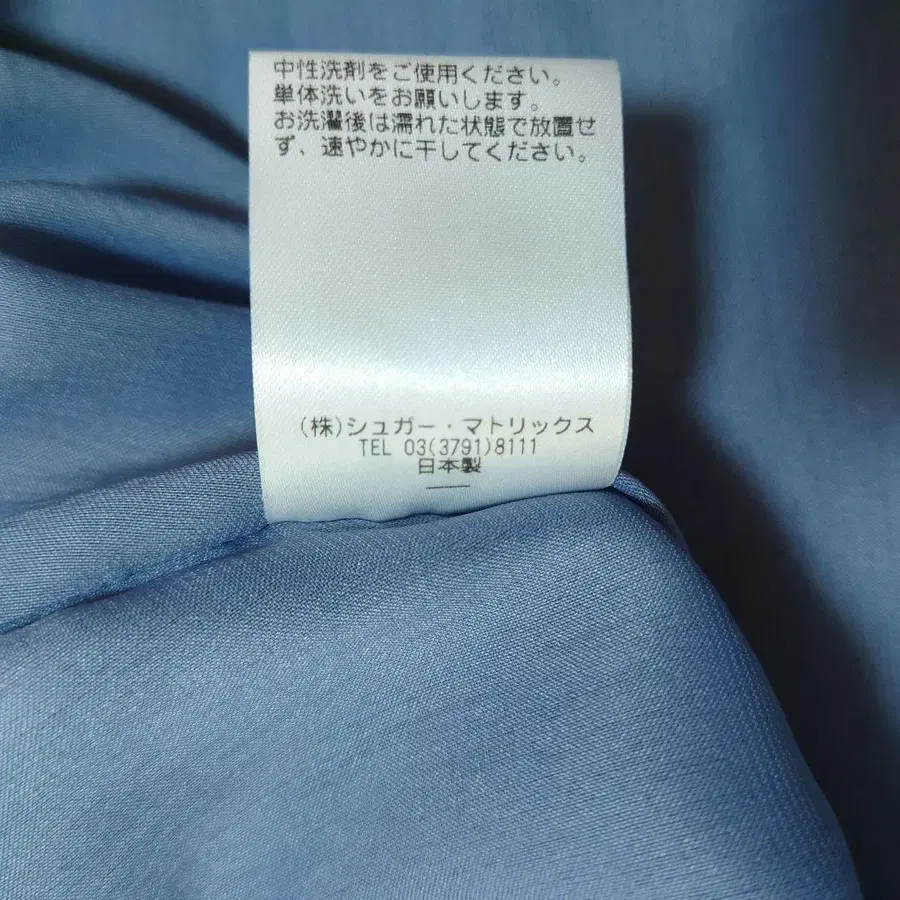 中性洗剤をご使用ください。
単体洗いをお願いします。
お洗濯後は濡れた状態で放置せ
ず、速やかに干してください。
(株)シュガー・マトリックス
TEL 03(3791)8111
日本製